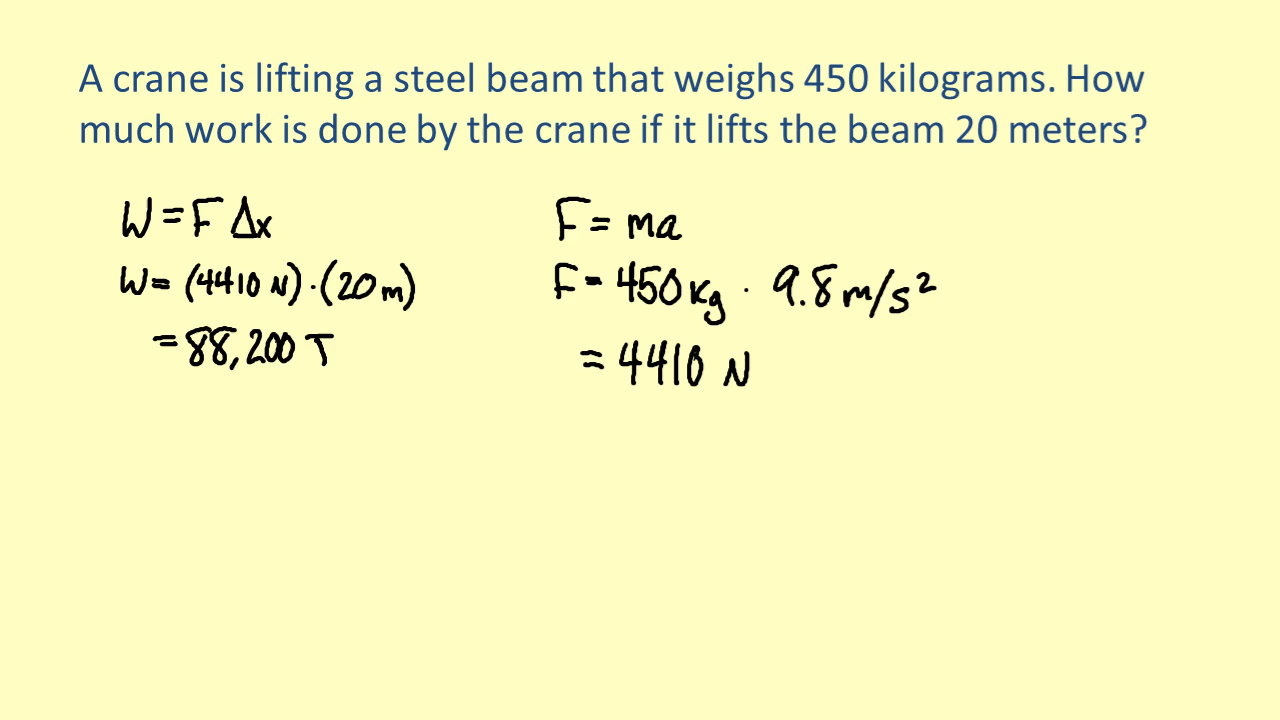 A crane is lifting a steel beam that weighs 450 kilograms. How
much work is done by the crane if it lifts the beam 20 meters?
W = F Δx
W = (4410 N) · (20 m)
= 88,200 T
F = ma
F = 450 kg · 9.8 m/s²
= 4410 N